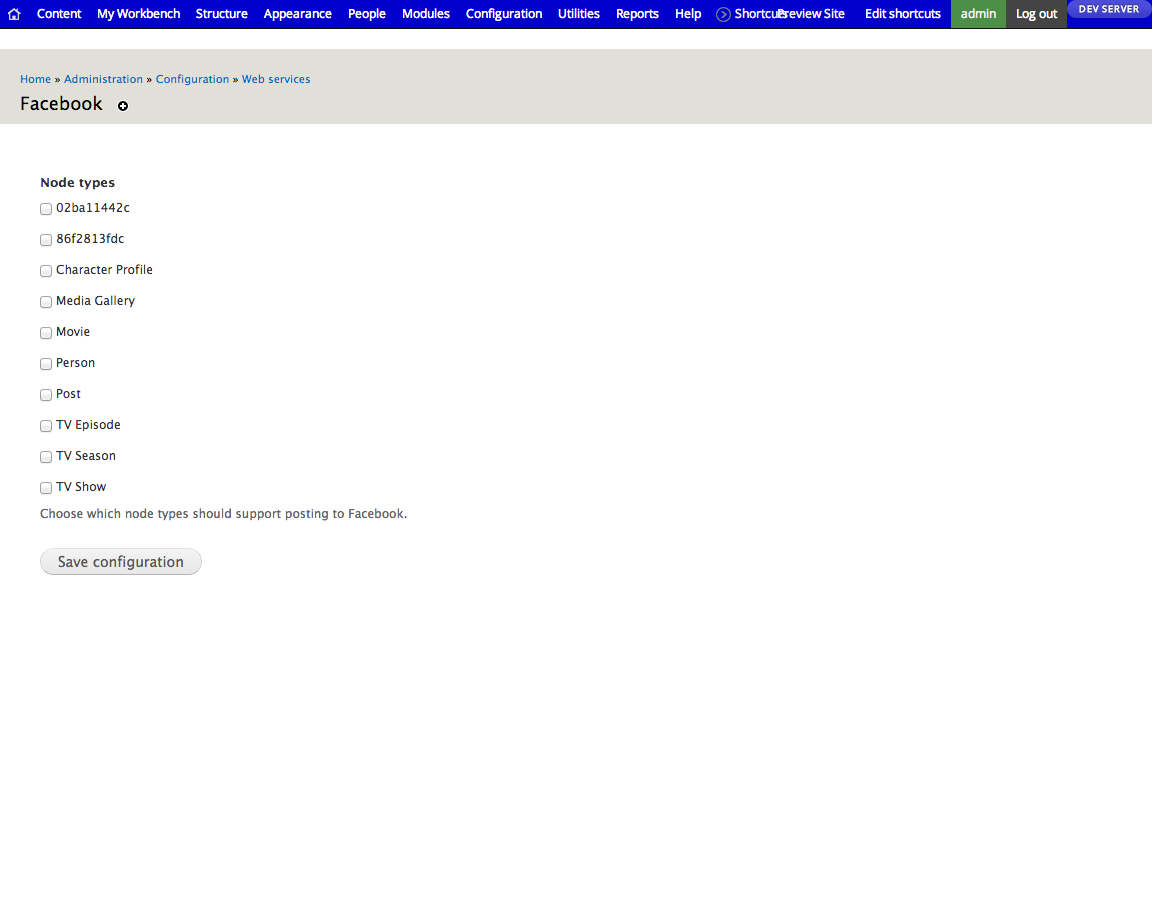 Content My Workbench Structure Appearance People Modules Configuration Utilities Reports Help Shortcuts Preview Site Edit shortcuts admin Log out DEV SERVER
Home » Administration » Configuration » Web services
Facebook
Node types
02ba11442c
86f2813fdc
Character Profile
Media Gallery
Movie
Person
Post
TV Episode
TV Season
TV Show
Choose which node types should support posting to Facebook.
Save configuration